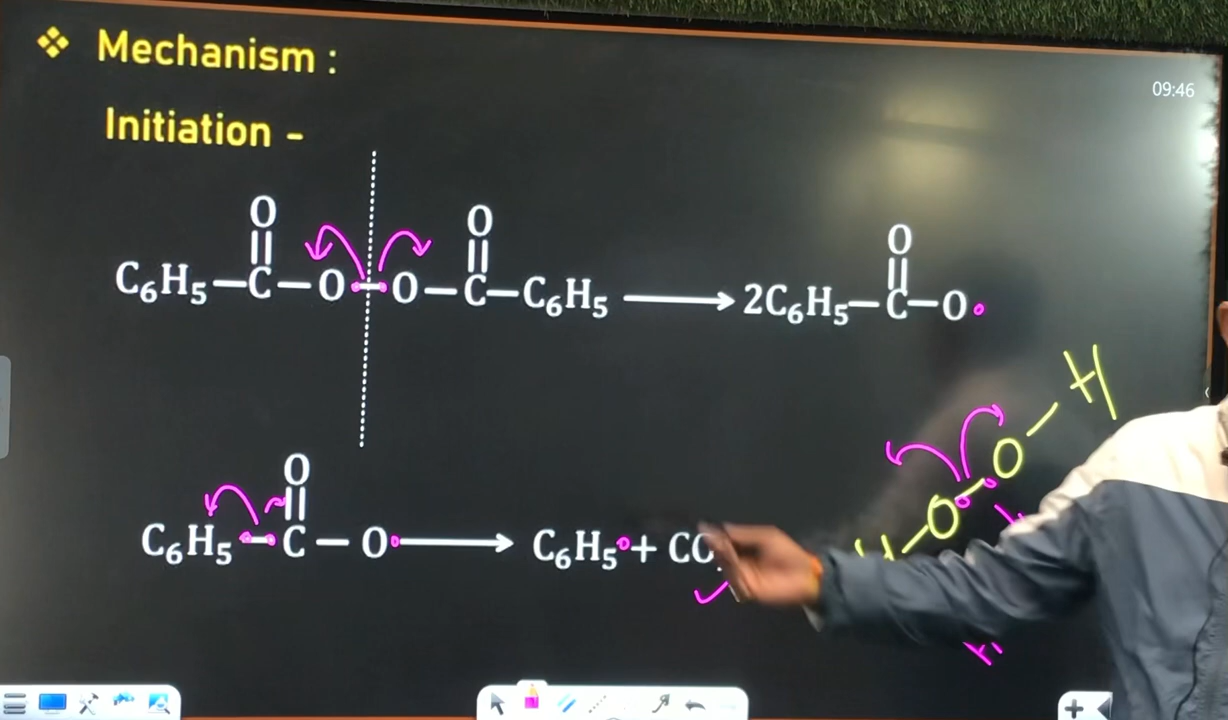 ❖ Mechanism :
09:46
Initiation -
O O O
C₆H₅—C—O—O—C—C₆H₅ ⟶ 2C₆H₅—C—O•
H
O
O
O
C₆H₅—C—O• ⟶ C₆H₅• + CO